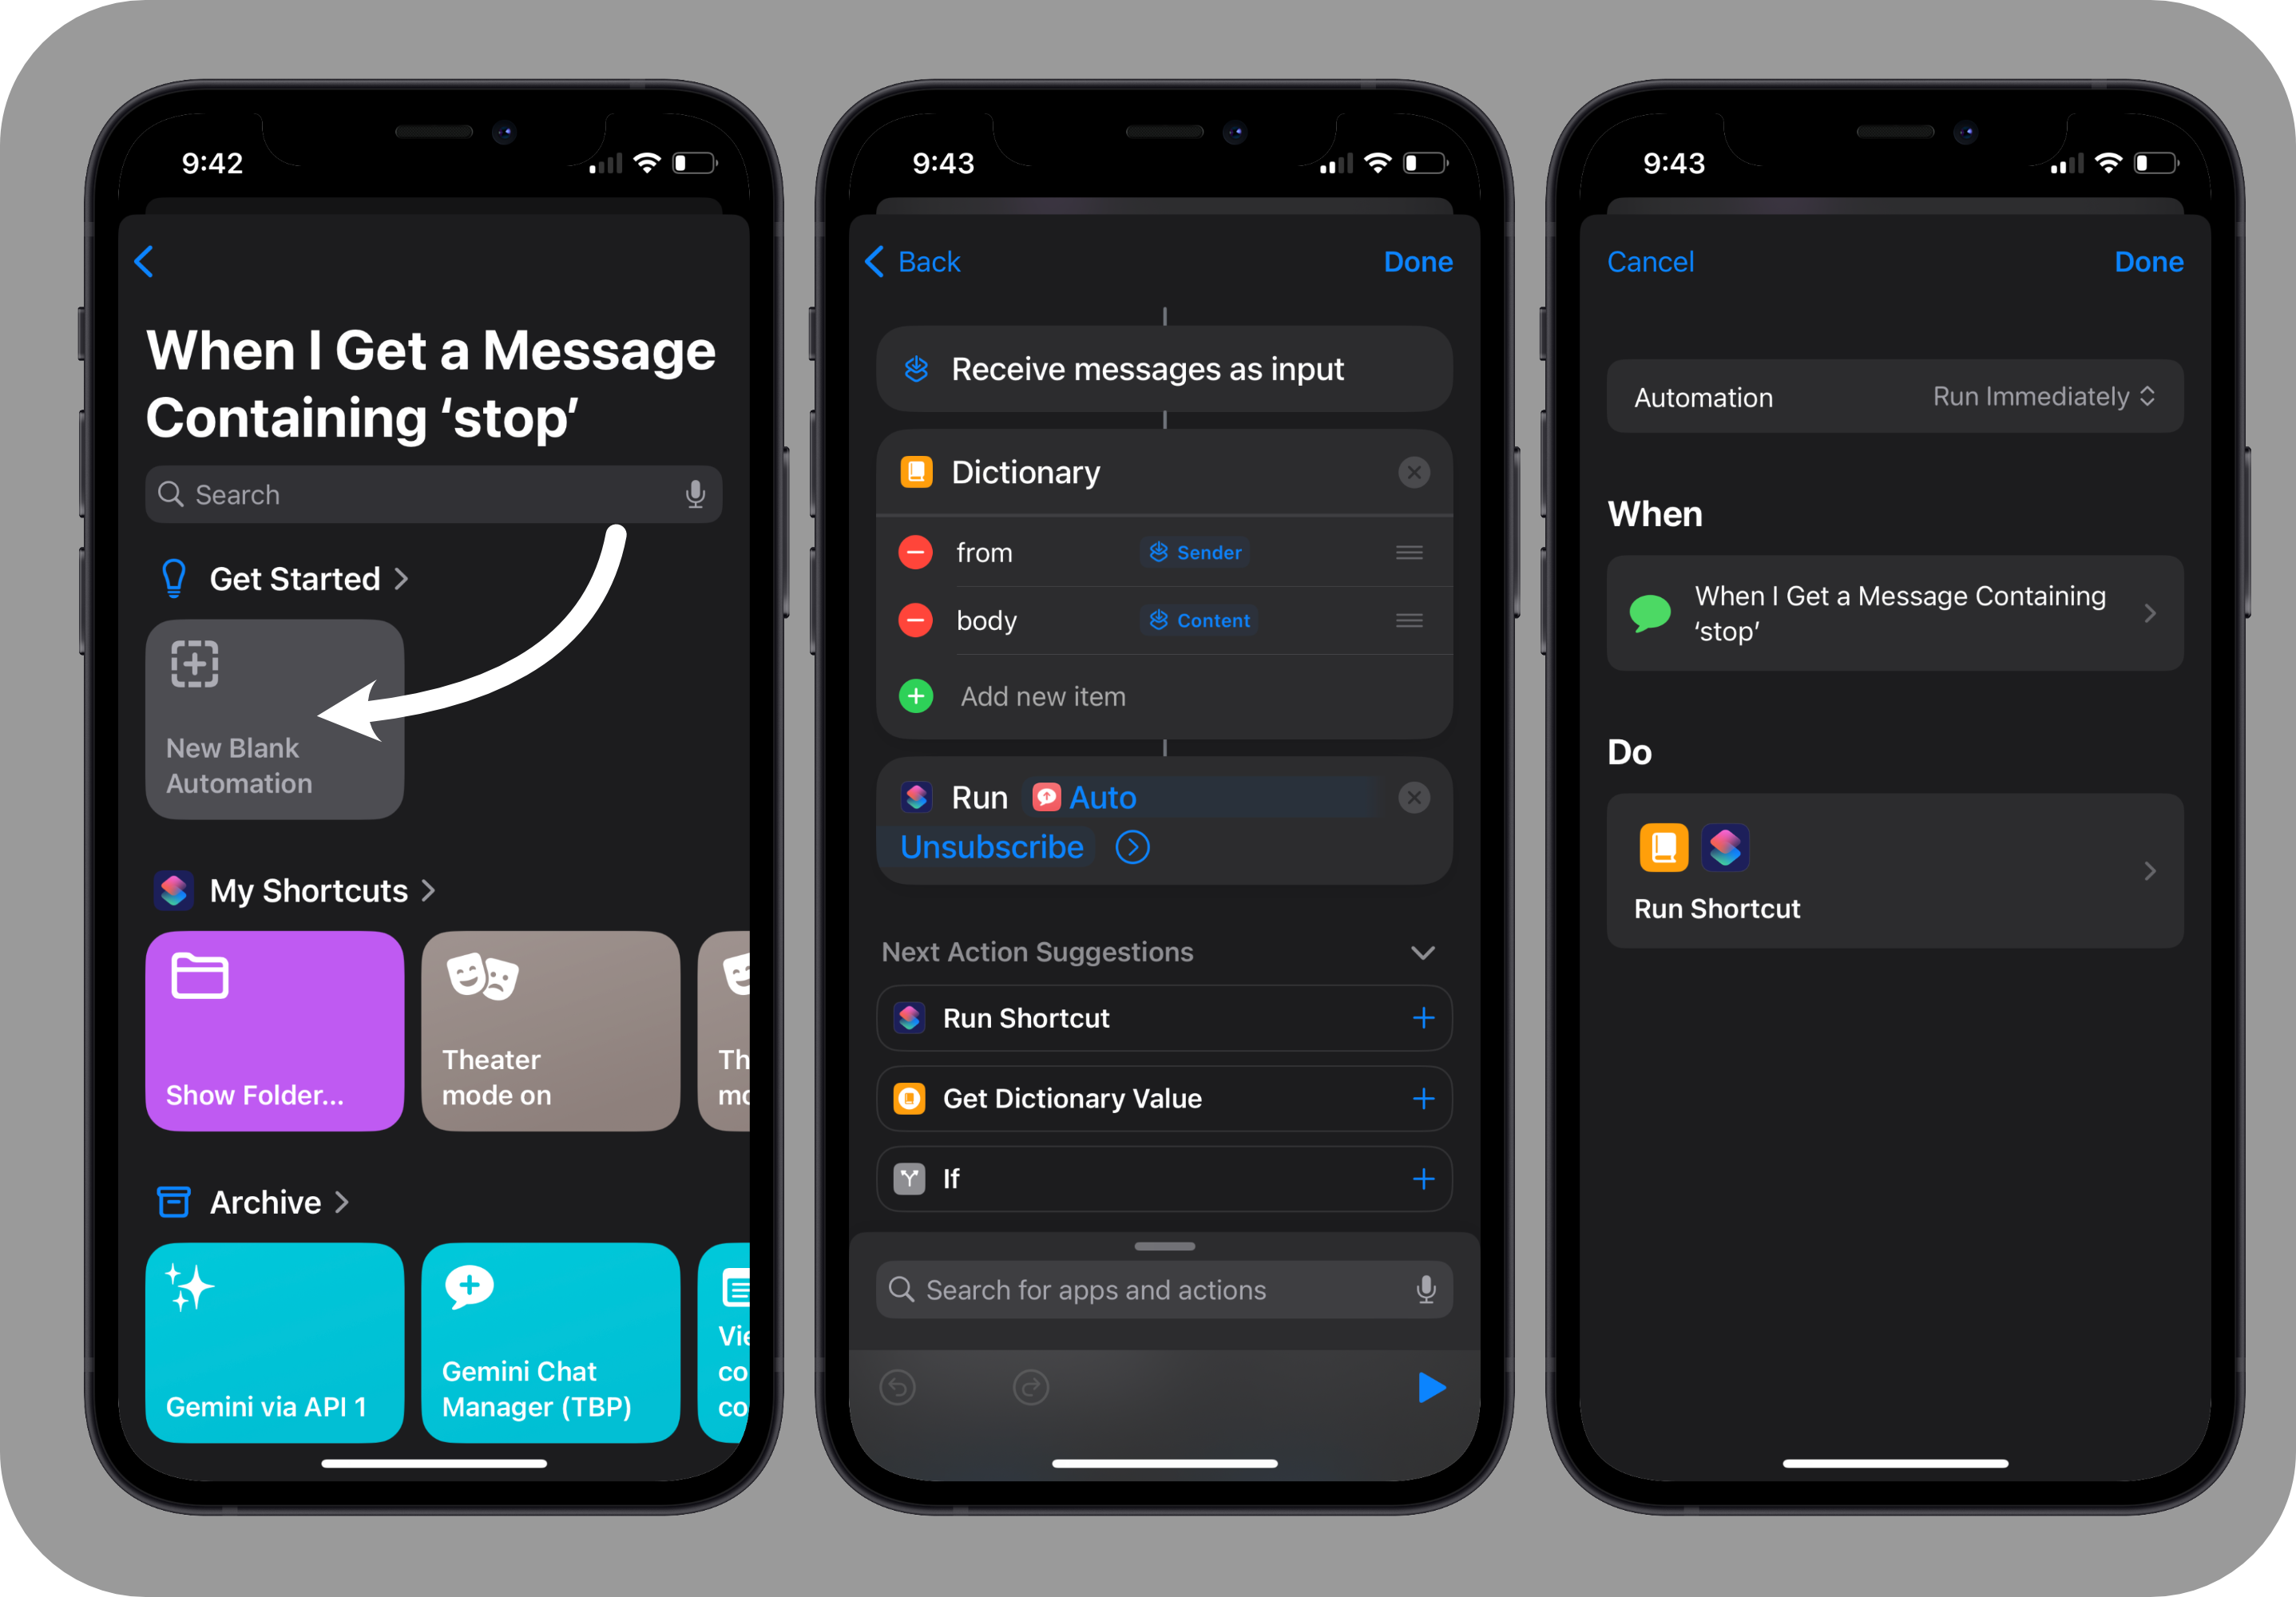 9:42
When I Get a Message
Containing ‘stop’
Search
Get Started
New Blank
Automation
My Shortcuts
Show Folder...
Theater
mode on
Th
mo
Archive
Gemini via API 1
Gemini Chat
Manager (TBP)
Vie
co
co
9:43
Back
Done
Receive messages as input
Dictionary
from
Sender
body
Content
Add new item
Run Auto
Unsubscribe
Next Action Suggestions
Run Shortcut
Get Dictionary Value
If
Search for apps and actions
9:43
Cancel
Done
Automation
Run Immediately
When
When I Get a Message Containing
‘stop’
Do
Run Shortcut